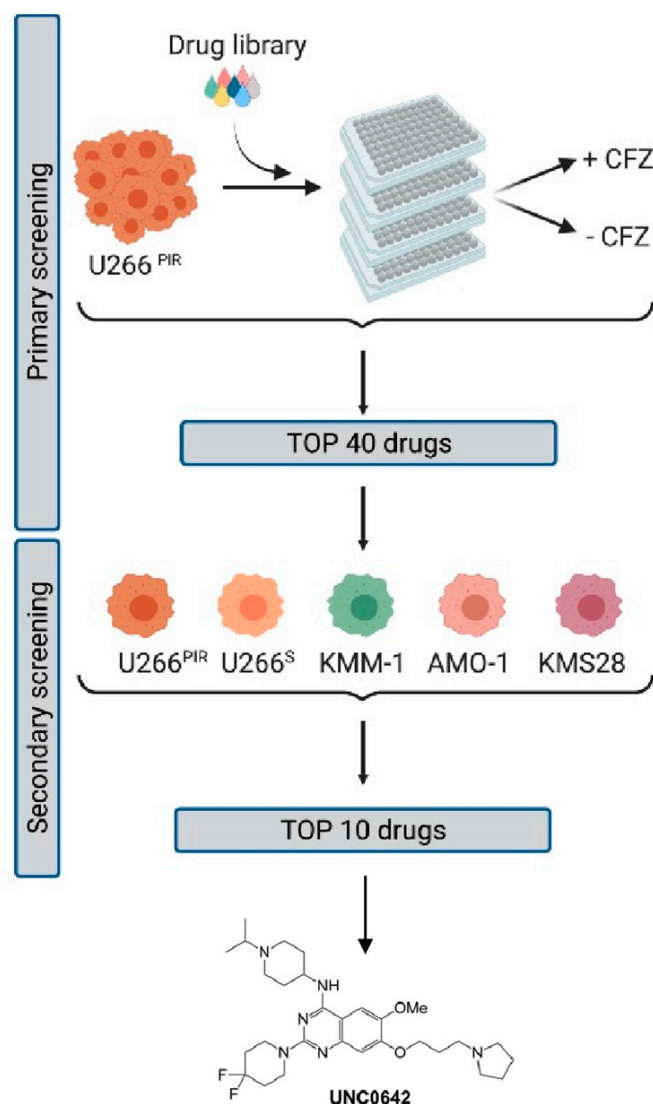 Primary screening
Drug library
U266 PIR
+ CFZ
- CFZ
TOP 40 drugs
Secondary screening
U266PIR U266S KMM-1 AMO-1 KMS28
TOP 10 drugs
N
NH
N
OMe
N
N
O
N
F
F
UNC0642